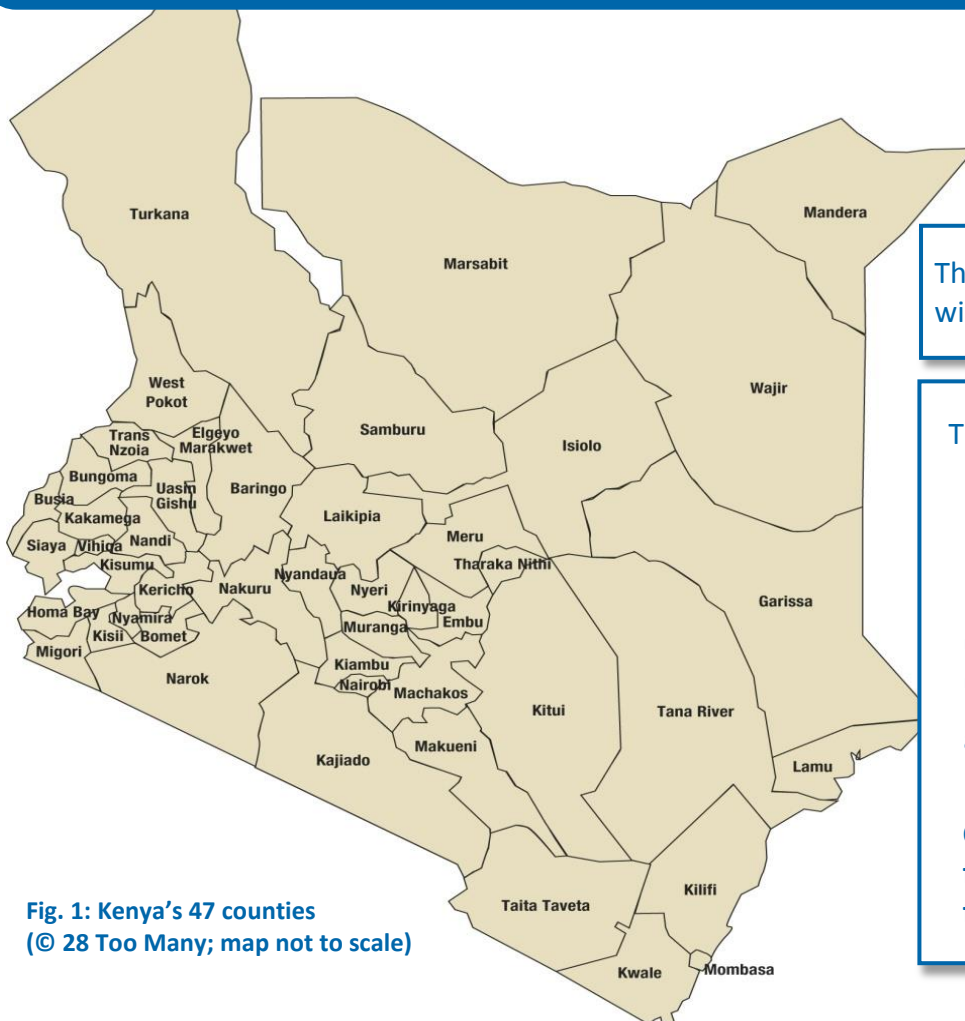 Turkana
Mandera
Marsabit
Th
wi
West
Pokot
Wajir
T
Samburu
Isiolo
Trans
Nzoia
Elgeyo
Marakwet
Bungoma
Uasin
Gishu
Baringo
Busia
Laikipia
Kakamega
Meru
Siaya
Vihiga
Nandi
Kisumu
Tharaka Nithi
Nyandaua
Kericho
Nakuru
Nyeri
Garissa
Homa Bay
Nyamira
Kirinyaga
Embu
Kisii
Bomet
Muranga
Migori
Kiambu
Narok
Nairobi
Machakos
Kitui
Tana River
Makueni
Kajiado
Lamu
Kilifi
Taita Taveta
Fig. 1: Kenya’s 47 counties
(© 28 Too Many; map not to scale)
Kwale
Mombasa